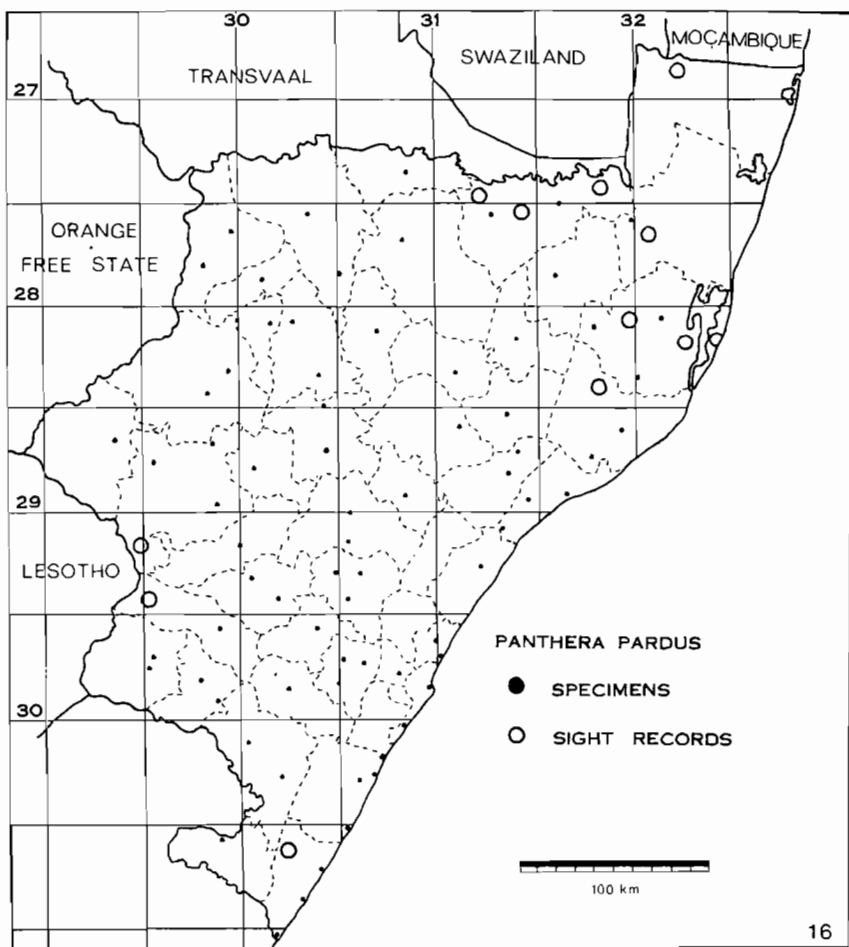 30 31 32
MOÇAMBIQUE
SWAZILAND
TRANSVAAL
27
ORANGE
FREE STATE
28
29
LESOTHO
PANTHERA PARDUS
SPECIMENS
30
SIGHT RECORDS
100 km
16